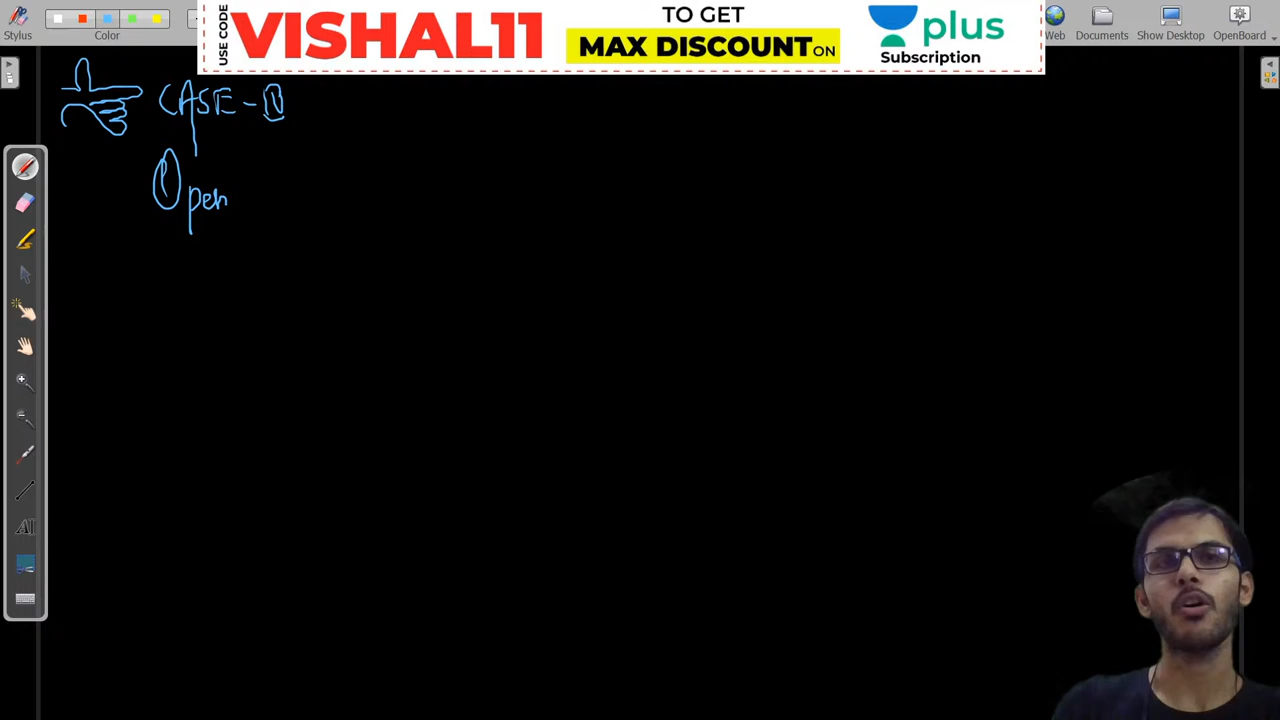 Stylus
Color
USE CODE
VISHAL11
TO GET
MAX DISCOUNT ON
plus
Subscription
Web
Documents
Show Desktop
OpenBoard
CASE-
Open